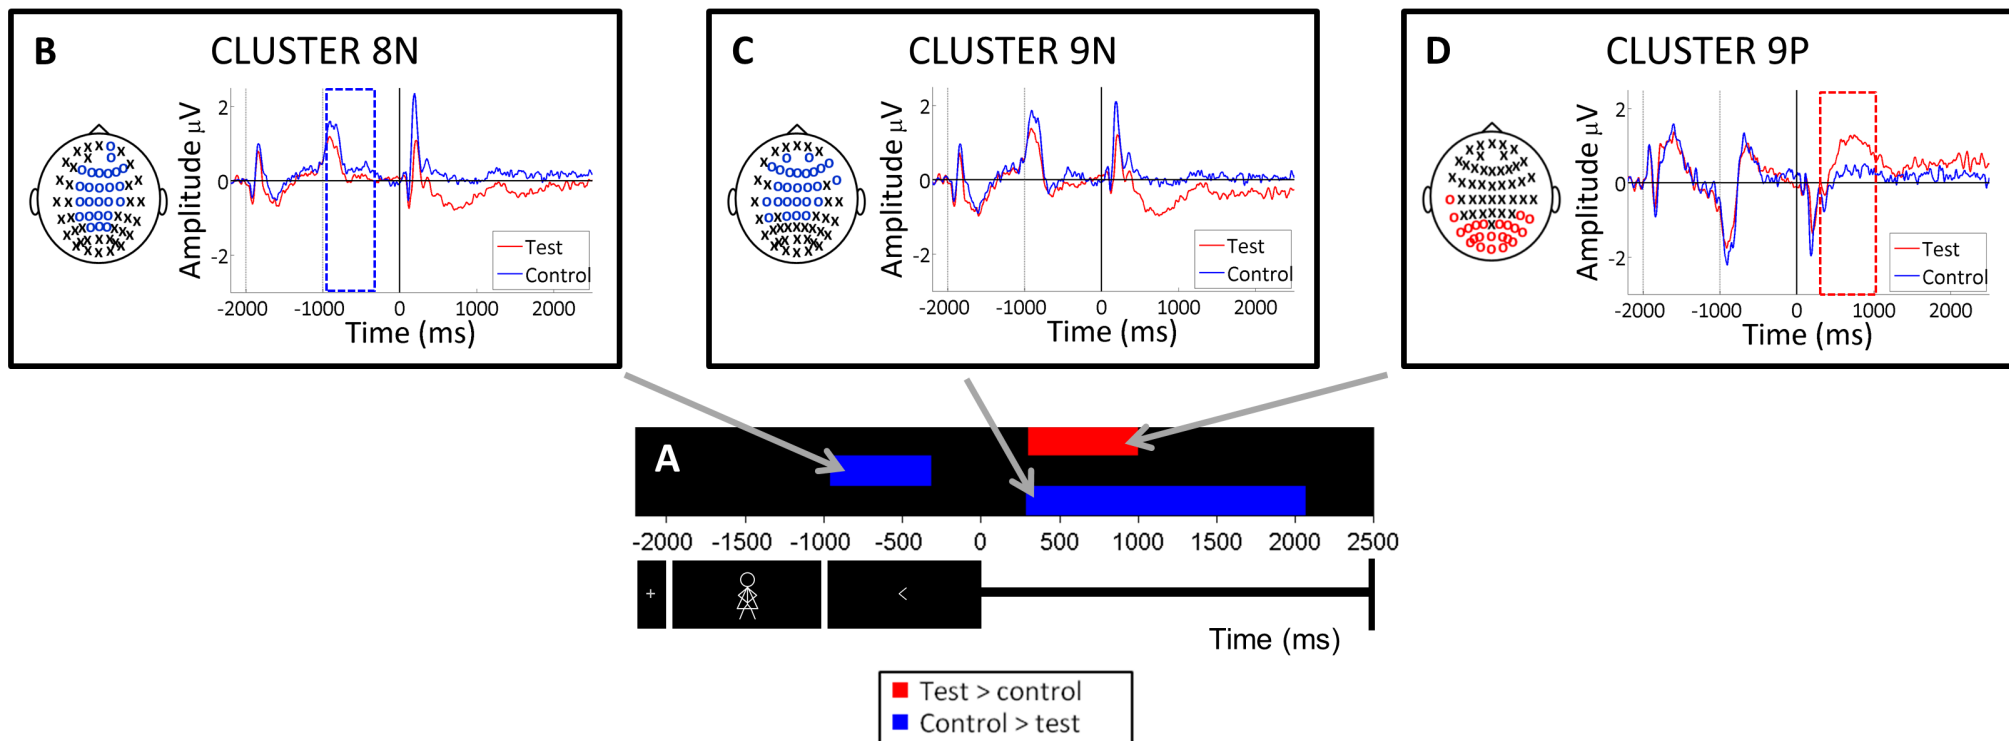 B CLUSTER 8N
Amplitude µV
2
0
-2
Test
Control
-2000 -1000 0 1000 2000
Time (ms)
C CLUSTER 9N
Amplitude µV
2
0
-2
Test
Control
-2000 -1000 0 1000 2000
Time (ms)
D CLUSTER 9P
Amplitude µV
2
0
-2
Test
Control
-2000 -1000 0 1000 2000
Time (ms)
A
-2000 -1500 -1000 -500 0 500 1000 1500 2000 2500
+ <
Time (ms)
Test > control
Control > test